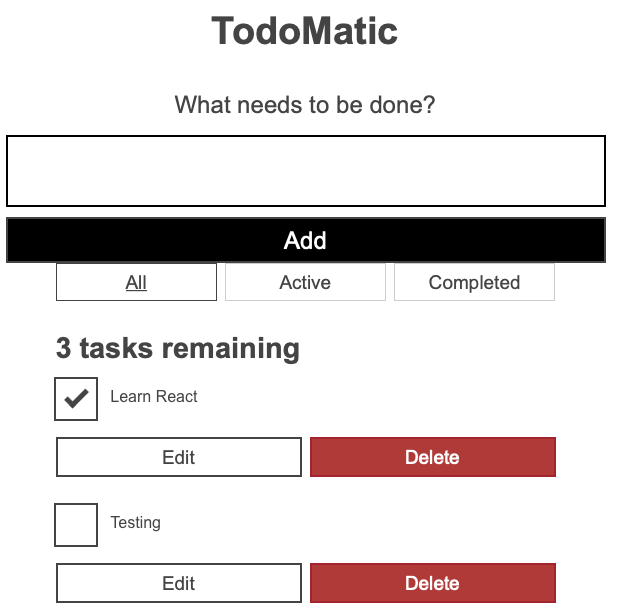 TodoMatic
What needs to be done?
Add
All Active Completed
3 tasks remaining
Learn React
Edit Delete
Testing
Edit Delete